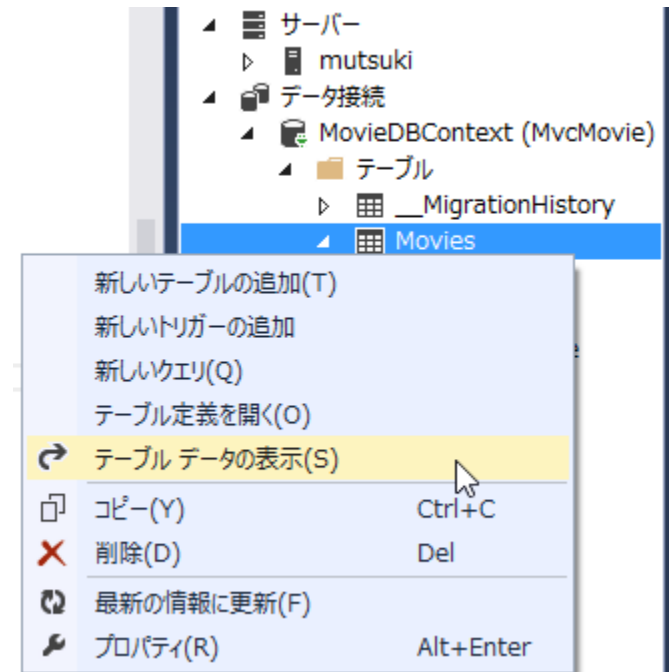 サーバー
mutsuki
データ接続
MovieDBContext (MvcMovie)
テーブル
__MigrationHistory
Movies
新しいテーブルの追加(T)
新しいトリガーの追加
新しいクエリ(Q)
テーブル定義を開く(O)
テーブル データの表示(S)
コピー(Y) Ctrl+C
削除(D) Del
最新の情報に更新(F)
プロパティ(R) Alt+Enter